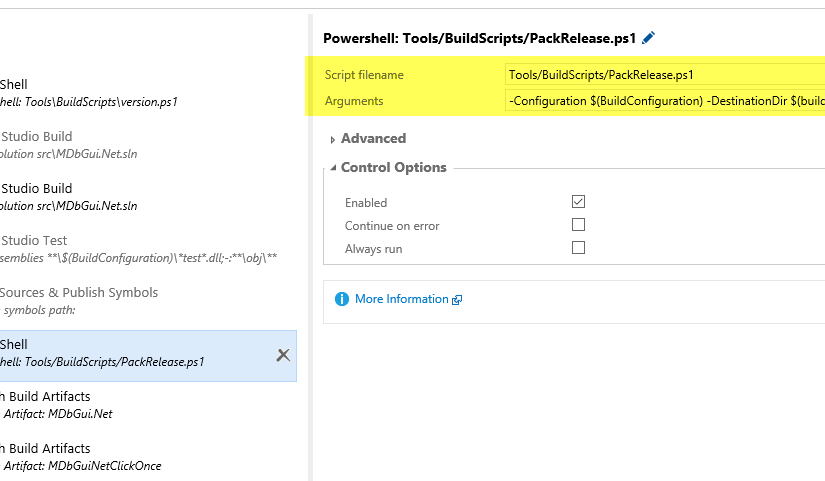 Shell
hell: Tools\BuildScripts\version.ps1
Studio Build
olution src\MDbGui.Net.sln
Studio Build
olution src\MDbGui.Net.sln
Studio Test
semblies **\$(BuildConfiguration)\*test*.dll;-:**\obj\**
Sources & Publish Symbols
symbols path:
Shell
hell: Tools/BuildScripts/PackRelease.ps1
h Build Artifacts
Artifact: MDbGui.Net
h Build Artifacts
Artifact: MDbGuiNetClickOnce
Powershell: Tools/BuildScripts/PackRelease.ps1
Script filename Tools/BuildScripts/PackRelease.ps1
Arguments -Configuration $(BuildConfiguration) -DestinationDir $(build
Advanced
Control Options
Enabled
Continue on error
Always run
More Information